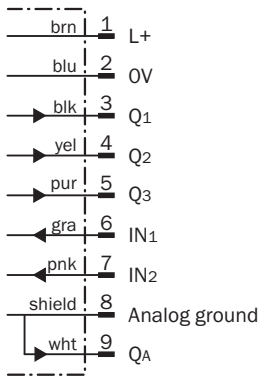 brn 1 L+
blu 2 0V
blk 3 Q1
yel 4 Q2
pur 5 Q3
gra 6 IN1
pnk 7 IN2
shield 8 Analog ground
wht 9 QA